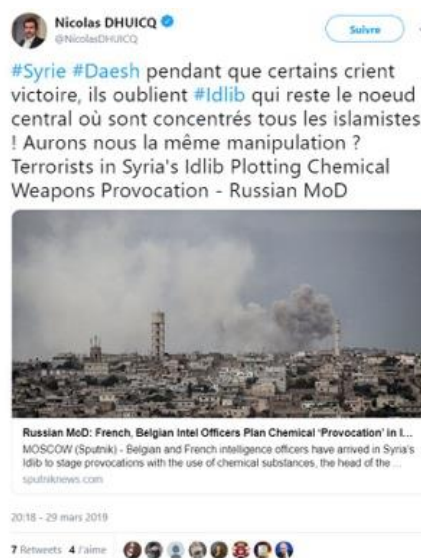 Nicolas DHUICQ
@NicolasDHUICQ
Suivre
#Syrie #Daesh pendant que certains crient
victoire, ils oublient #Idlib qui reste le noeud
central où sont concentrés tous les islamistes
! Aurons nous la même manipulation ?
Terrorists in Syria's Idlib Plotting Chemical
Weapons Provocation - Russian MoD
Russian MoD: French, Belgian Intel Officers Plan Chemical 'Provocation' in I...
MOSCOW (Sputnik) - Belgian and French intelligence officers have arrived in Syria's
Idlib to stage provocations with the use of chemical substances, the head of the ...
sputniknews.com
20:18 - 29 mars 2019
7 Retweets 4 J'aime